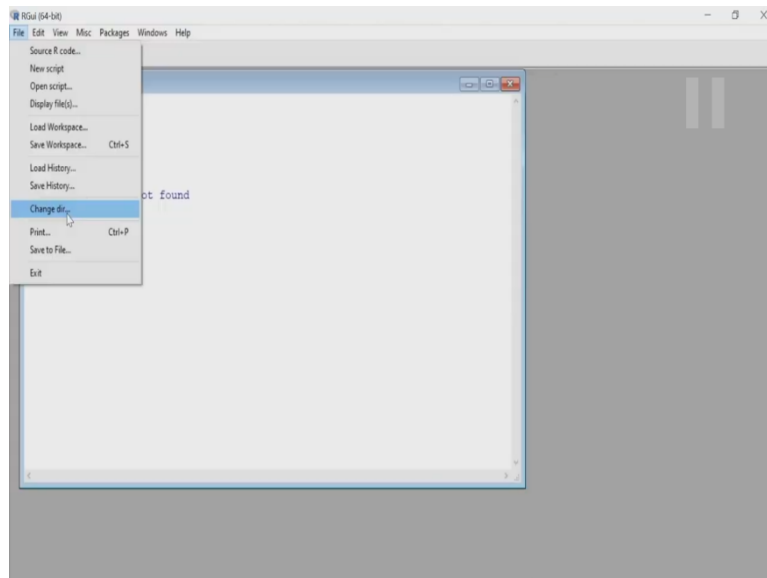 RGui (64-bit)
File Edit View Misc Packages Windows Help
Source R code...
New script
Open script...
Display file(s)...
Load Workspace...
Save Workspace... Ctrl+S
Load History...
Save History...
ot found
Change dir...
Print... Ctrl+P
Save to File...
Exit